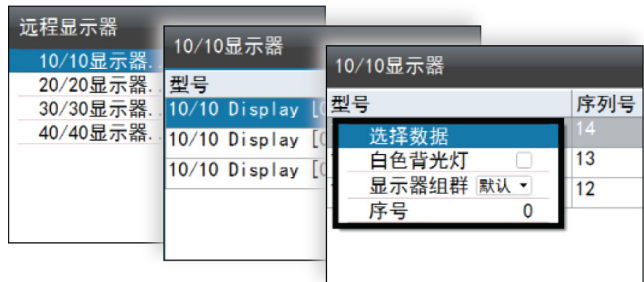 远程显示器
10/10显示器.
20/20显示器.
30/30显示器.
40/40显示器.
10/10显示器
型号
10/10 Display [
10/10 Display [
10/10 Display [
10/10显示器
型号 序列号
14
选择数据
白色背光灯 13
显示器组群 默认 12
序号 0